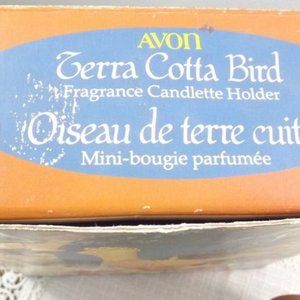 AVON
Terra Cotta Bird
Fragrance Candlette Holder
Oiseau de terre cuit
Mini-bougie parfumée